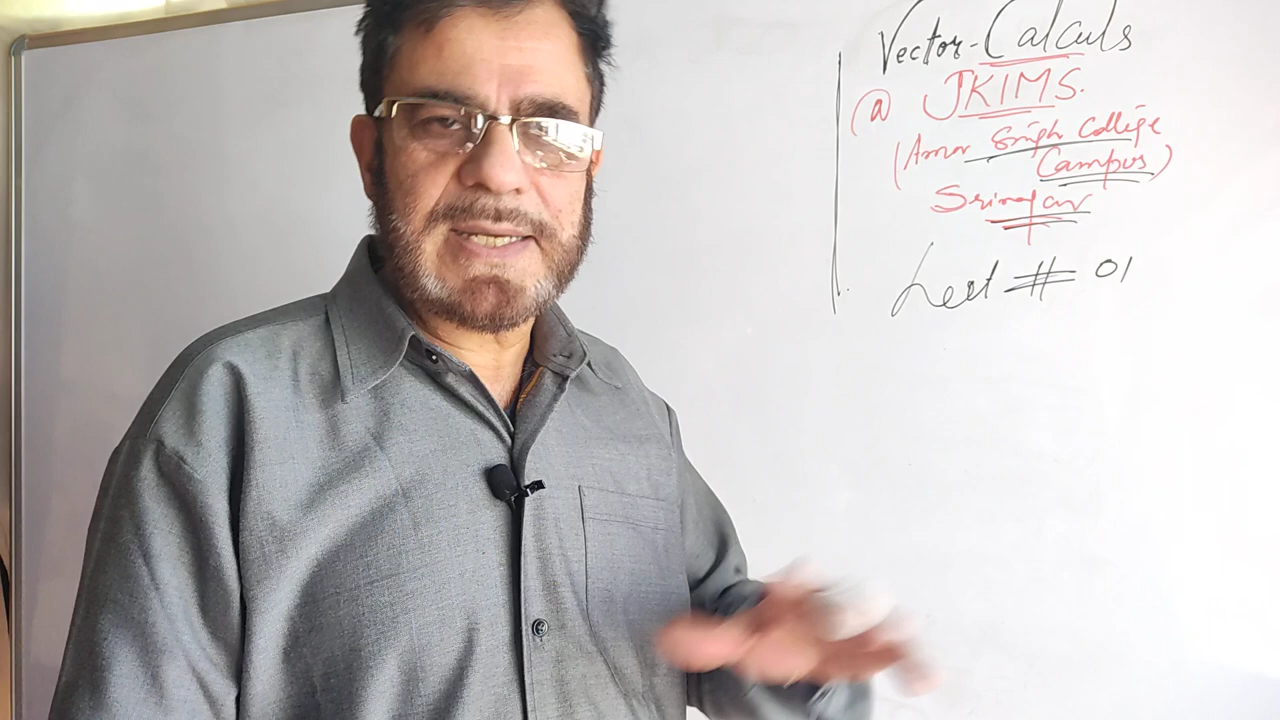 Vector-Calculs
@ JKIMS.
(Amar Singh College
Campus)
Srinagar
Lect # 01